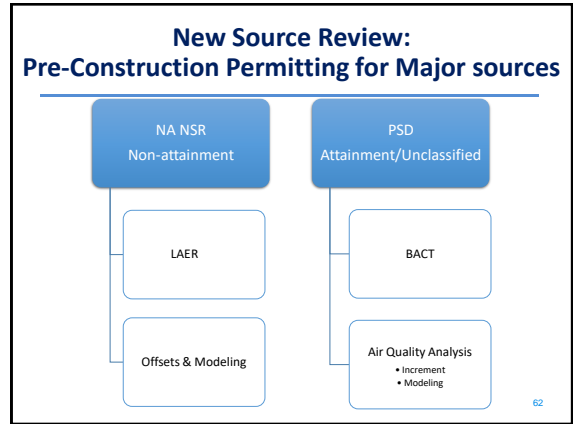 New Source Review:
Pre-Construction Permitting for Major sources
NA NSR
Non-attainment
LAER
Offsets & Modeling
PSD
Attainment/Unclassified
BACT
Air Quality Analysis
• Increment
• Modeling
62